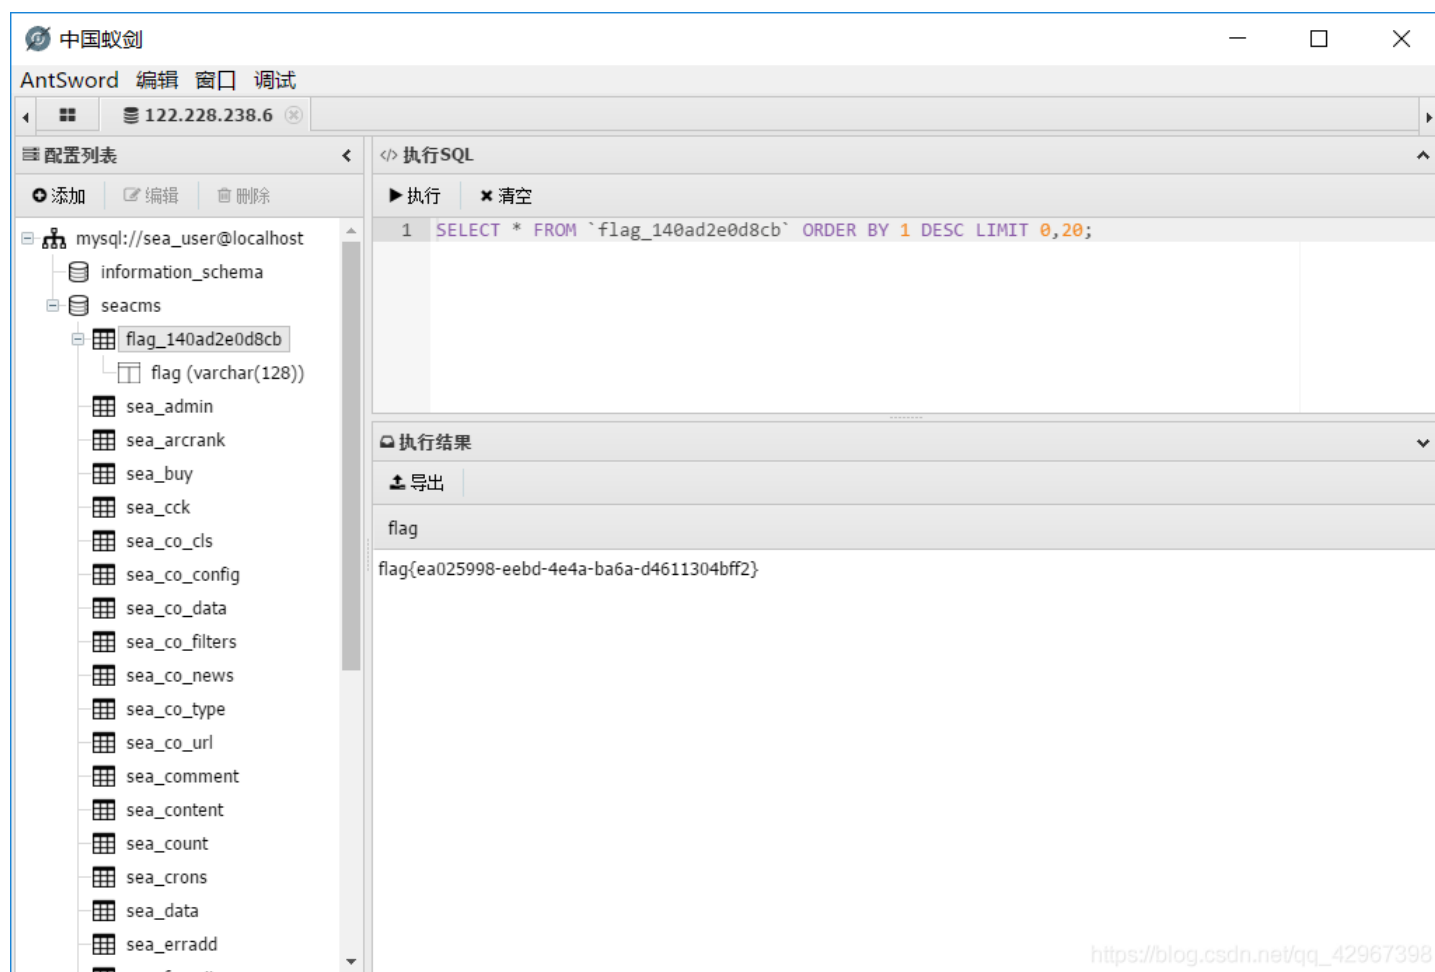 中国蚁剑
AntSword 编辑 窗口 调试
122.228.238.6
配置列表
添加 编辑 删除
mysql://sea_user@localhost
information_schema
seacms
flag_140ad2e0d8cb
flag (varchar(128))
sea_admin
sea_arcrank
sea_buy
sea_cck
sea_co_cls
sea_co_config
sea_co_data
sea_co_filters
sea_co_news
sea_co_type
sea_co_url
sea_comment
sea_content
sea_count
sea_crons
sea_data
sea_erradd
</> 执行SQL
执行 清空
1 SELECT * FROM `flag_140ad2e0d8cb` ORDER BY 1 DESC LIMIT 0,20;
执行结果
导出
flag
flag{ea025998-eebd-4e4a-ba6a-d4611304bff2}
https://blog.csdn.net/qq_42967398